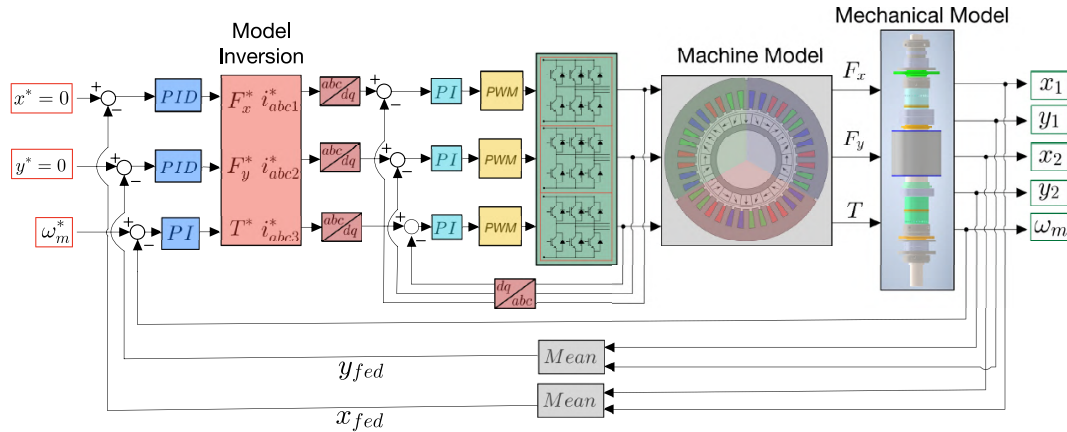 Model
Inversion
Machine Model
Mechanical Model
x* = 0
PID
F*x i*abc1
abc
dq
PI
PWM
Fx
x1
y1
y* = 0
PID
F*y i*abc2
abc
dq
PI
PWM
Fy
x2
y2
ω*m
PI
T* i*abc3
abc
dq
PI
PWM
T
ωm
dq
abc
Mean
yfed
Mean
xfed